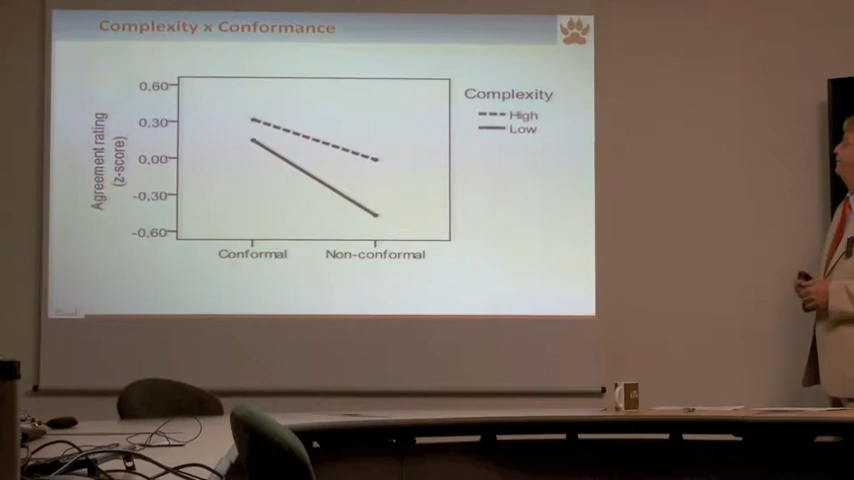 Complexity x Conformance
0,60
0,30
0,00
-0,30
-0,60
Agreement rating
(z-score)
Conformal
Non-conformal
Complexity
High
Low